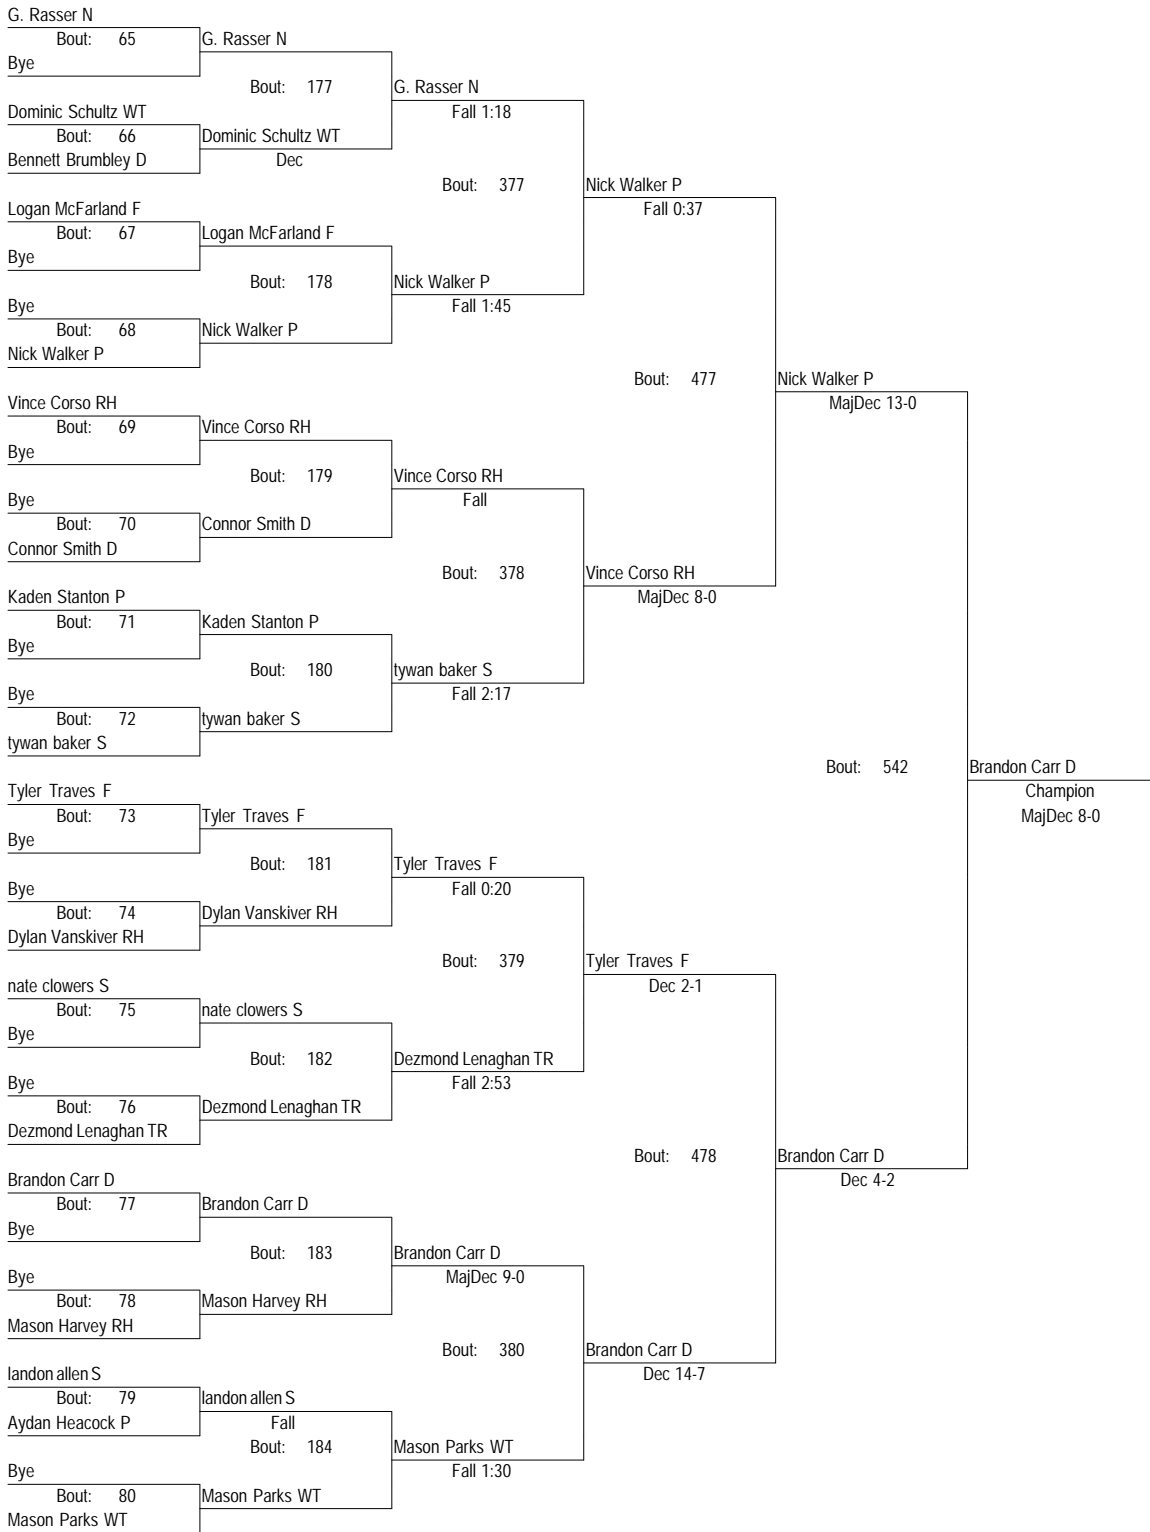 G. Rasser N
Bout: 65
G. Rasser N
Bye
Bout: 177
G. Rasser N
Dominic Schultz WT
Fall 1:18
Bout: 66
Dominic Schultz WT
Bennett Brumbley D
Dec
Bout: 377
Nick Walker P
Logan McFarland F
Fall 0:37
Bout: 67
Logan McFarland F
Bye
Bout: 178
Nick Walker P
Bye
Fall 1:45
Bout: 68
Nick Walker P
Nick Walker P
Bout: 477
Nick Walker P
Vince Corso RH
MajDec 13-0
Bout: 69
Vince Corso RH
Bye
Bout: 179
Vince Corso RH
Bye
Fall
Bout: 70
Connor Smith D
Connor Smith D
Bout: 378
Vince Corso RH
Kaden Stanton P
MajDec 8-0
Bout: 71
Kaden Stanton P
Bye
Bout: 180
tywan baker S
Bye
Fall 2:17
Bout: 72
tywan baker S
tywan baker S
Bout: 542
Brandon Carr D
Tyler Traves F
Champion
Bout: 73
Tyler Traves F
MajDec 8-0
Bye
Bout: 181
Tyler Traves F
Bye
Fall 0:20
Bout: 74
Dylan Vanskiver RH
Dylan Vanskiver RH
Bout: 379
Tyler Traves F
nate clowers S
Dec 2-1
Bout: 75
nate clowers S
Bye
Bout: 182
Dezmond Lenaghan TR
Bye
Fall 2:53
Bout: 76
Dezmond Lenaghan TR
Dezmond Lenaghan TR
Bout: 478
Brandon Carr D
Brandon Carr D
Dec 4-2
Bout: 77
Brandon Carr D
Bye
Bout: 183
Brandon Carr D
Bye
MajDec 9-0
Bout: 78
Mason Harvey RH
Mason Harvey RH
Bout: 380
Brandon Carr D
landon allen S
Dec 14-7
Bout: 79
landon allen S
Aydan Heacock P
Fall
Bout: 184
Mason Parks WT
Bye
Fall 1:30
Bout: 80
Mason Parks WT
Mason Parks WT